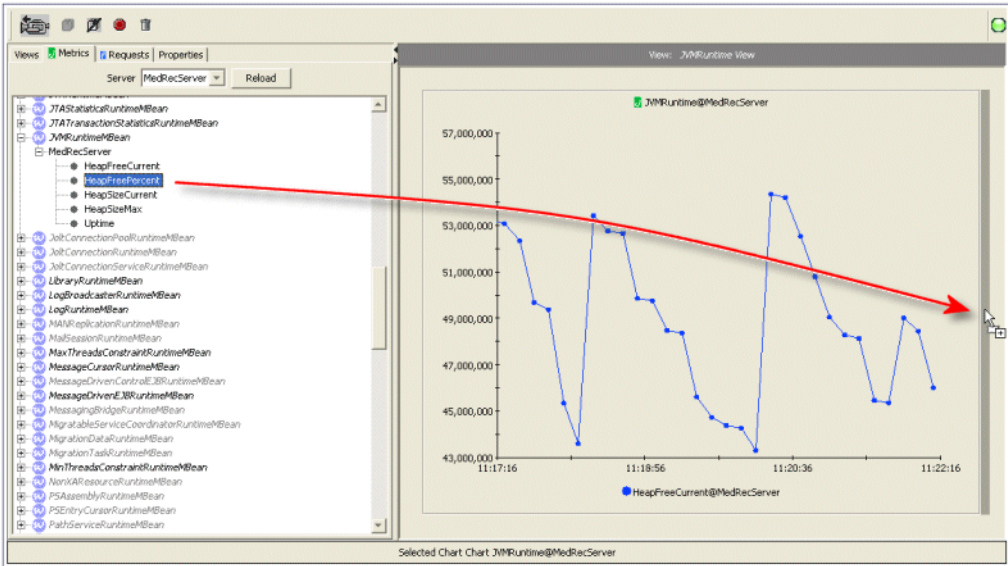 Views Metrics Requests Properties
Server MedRecServer Reload
JTAStatisticsRuntimeMBean
JTATransactionStatisticsRuntimeMBean
JVMRuntimeMBean
MedRecServer
HeapFreeCurrent
HeapFreePercent
HeapSizeCurrent
HeapSizeMax
Uptime
JoltConnectionPoolRuntimeMBean
JoltConnectionRuntimeMBean
JoltConnectionServiceRuntimeMBean
LibraryRuntimeMBean
LogBroadcasterRuntimeMBean
LogRuntimeMBean
MANReplicationRuntimeMBean
MailSessionRuntimeMBean
MaxThreadsConstraintRuntimeMBean
MessageCursorRuntimeMBean
MessageDrivenControlEJBRuntimeMBean
MessageDrivenEJBRuntimeMBean
MessagingBridgeRuntimeMBean
MigratableServiceCoordinatorRuntimeMBean
MigrationDataRuntimeMBean
MigrationTaskRuntimeMBean
MinThreadsConstraintRuntimeMBean
NonXAResourceRuntimeMBean
PSAssemblyRuntimeMBean
PSEntryCursorRuntimeMBean
PathServiceRuntimeMBean
View: JVMRuntime View
JVMRuntime@MedRecServer
57,000,000
55,000,000
53,000,000
51,000,000
49,000,000
47,000,000
45,000,000
43,000,000
11:17:16 11:18:56 11:20:36 11:22:16
HeapFreeCurrent@MedRecServer
Selected Chart Chart JVMRuntime@MedRecServer